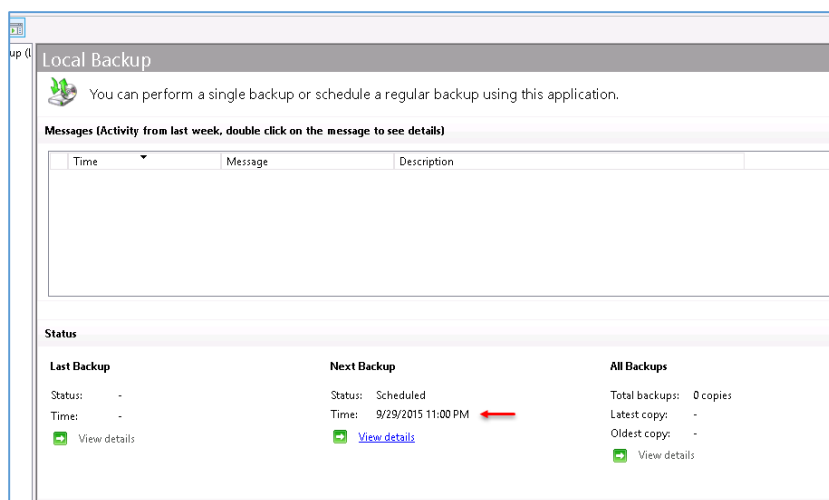 up (l
Local Backup
You can perform a single backup or schedule a regular backup using this application.
Messages (Activity from last week, double click on the message to see details)
Time Message Description
Status
Last Backup Next Backup All Backups
Status: - Status: Scheduled Total backups: 0 copies
Time: - Time: 9/29/2015 11:00 PM Latest copy: -
Oldest copy: -
View details View details View details